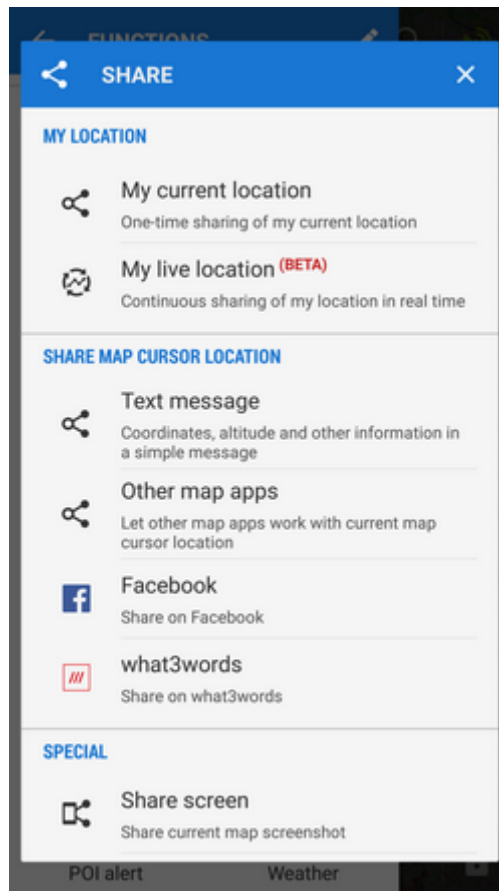 FUNCTIONS
SHARE
MY LOCATION
My current location
One-time sharing of my current location
My live location (BETA)
Continuous sharing of my location in real time
SHARE MAP CURSOR LOCATION
Text message
Coordinates, altitude and other information in
a simple message
Other map apps
Let other map apps work with current map
cursor location
Facebook
Share on Facebook
what3words
Share on what3words
SPECIAL
Share screen
Share current map screenshot
POI alert Weather